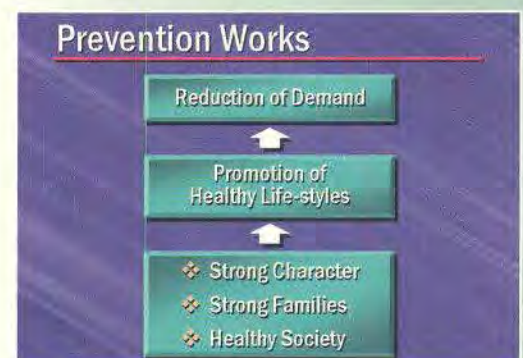 Prevention Works
Reduction of Demand
Promotion of
Healthy Life-styles
Strong Character
Strong Families
Healthy Society